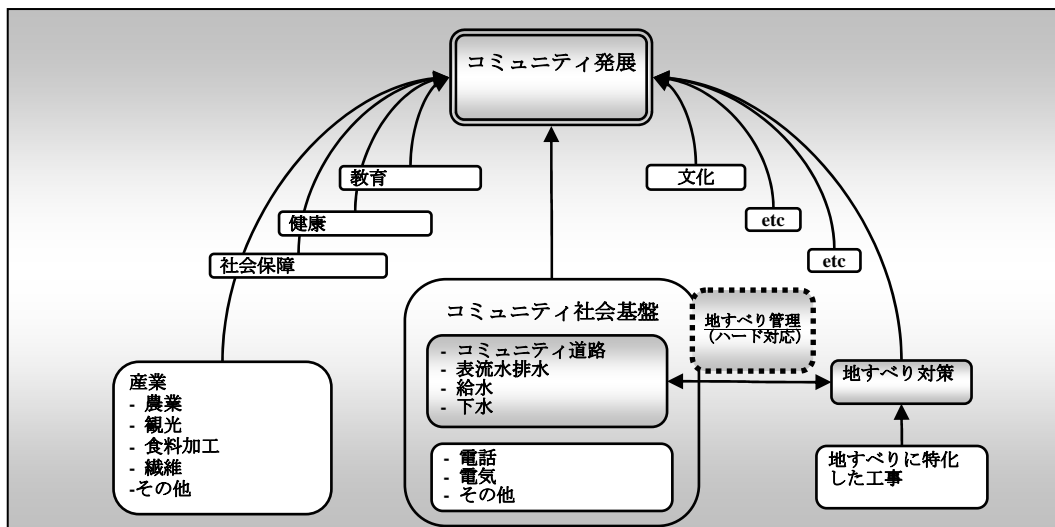 コミュニティ発展
教育
健康
社会保障
文化
etc
etc
産業
- 農業
- 観光
- 食料加工
- 繊維
-その他
コミュニティ社会基盤
- コミュニティ道路
- 表流水排水
- 給水
- 下水
- 電話
- 電気
- その他
地すべり管理
(ハード対応)
地すべり対策
地すべりに特化
した工事